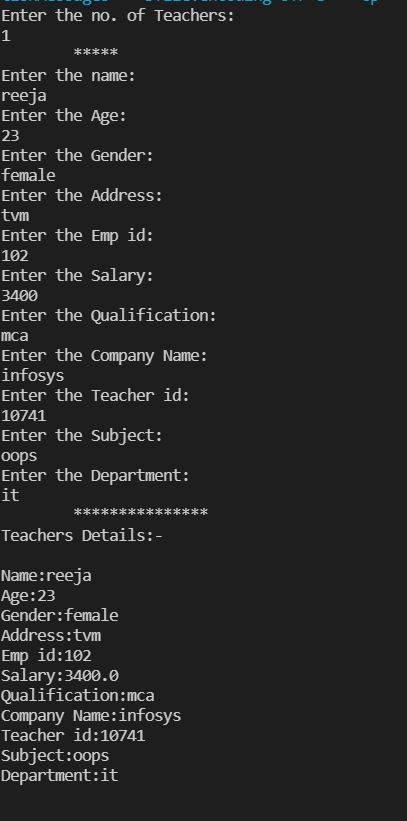 Enter the no. of Teachers:
1
*****
Enter the name:
reeja
Enter the Age:
23
Enter the Gender:
female
Enter the Address:
tvm
Enter the Emp id:
102
Enter the Salary:
3400
Enter the Qualification:
mca
Enter the Company Name:
infosys
Enter the Teacher id:
10741
Enter the Subject:
oops
Enter the Department:
it
***************
Teachers Details:-
Name:reeja
Age:23
Gender:female
Address:tvm
Emp id:102
Salary:3400.0
Qualification:mca
Company Name:infosys
Teacher id:10741
Subject:oops
Department:it